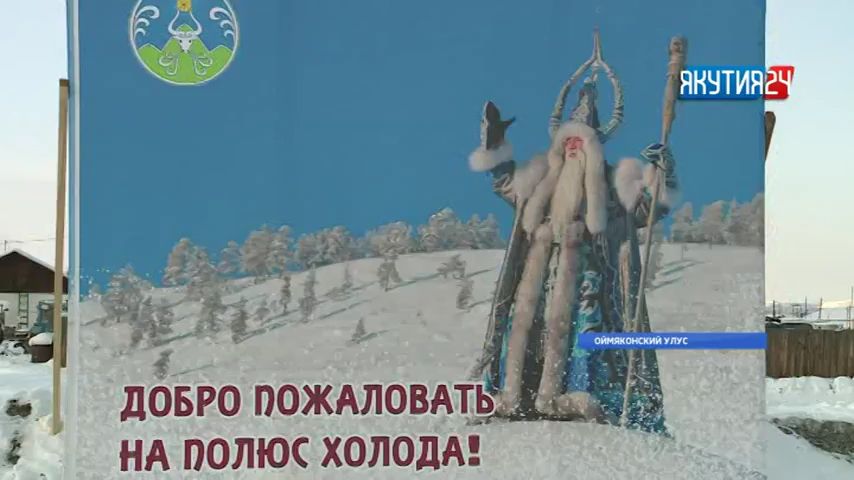 ЯКУТИЯ24
ОЙМЯКОНСКИЙ УЛУС
ДОБРО ПОЖАЛОВАТЬ
НА ПОЛЮС ХОЛОДА!